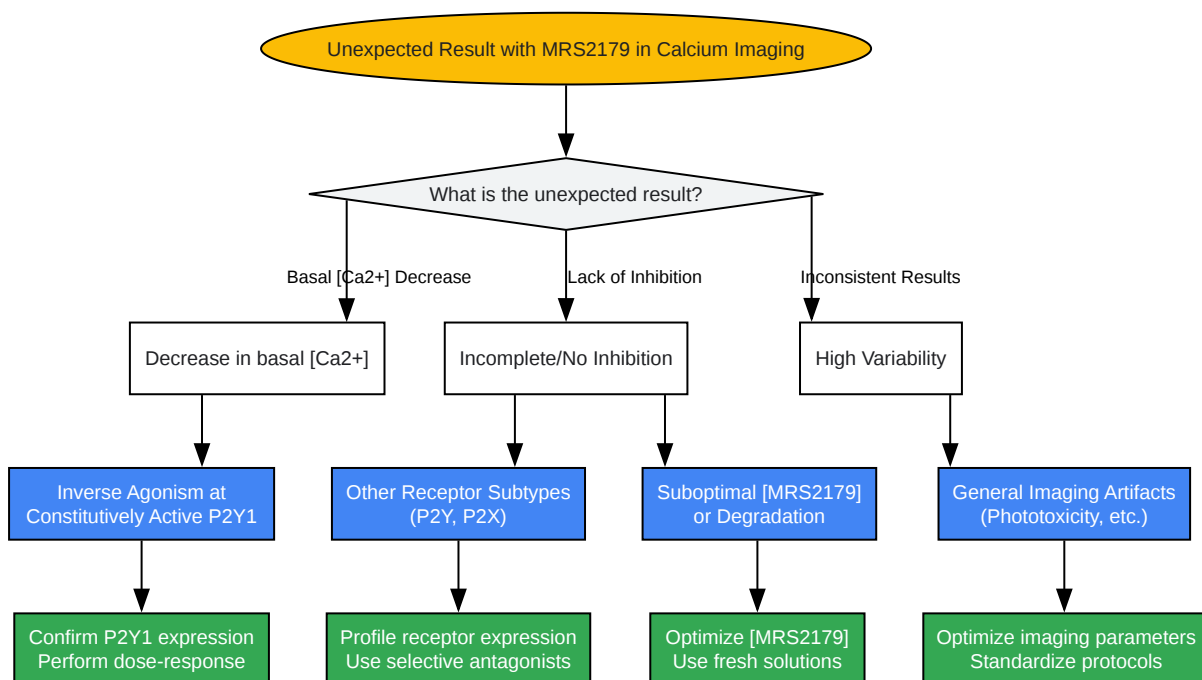 Unexpected Result with MRS2179 in Calcium Imaging
What is the unexpected result?
Basal [Ca2+] Decrease
Lack of Inhibition
Inconsistent Results
Decrease in basal [Ca2+]
Incomplete/No Inhibition
High Variability
Inverse Agonism at
Constitutively Active P2Y1
Other Receptor Subtypes
(P2Y, P2X)
Suboptimal [MRS2179]
or Degradation
General Imaging Artifacts
(Phototoxicity, etc.)
Confirm P2Y1 expression
Perform dose-response
Profile receptor expression
Use selective antagonists
Optimize [MRS2179]
Use fresh solutions
Optimize imaging parameters
Standardize protocols